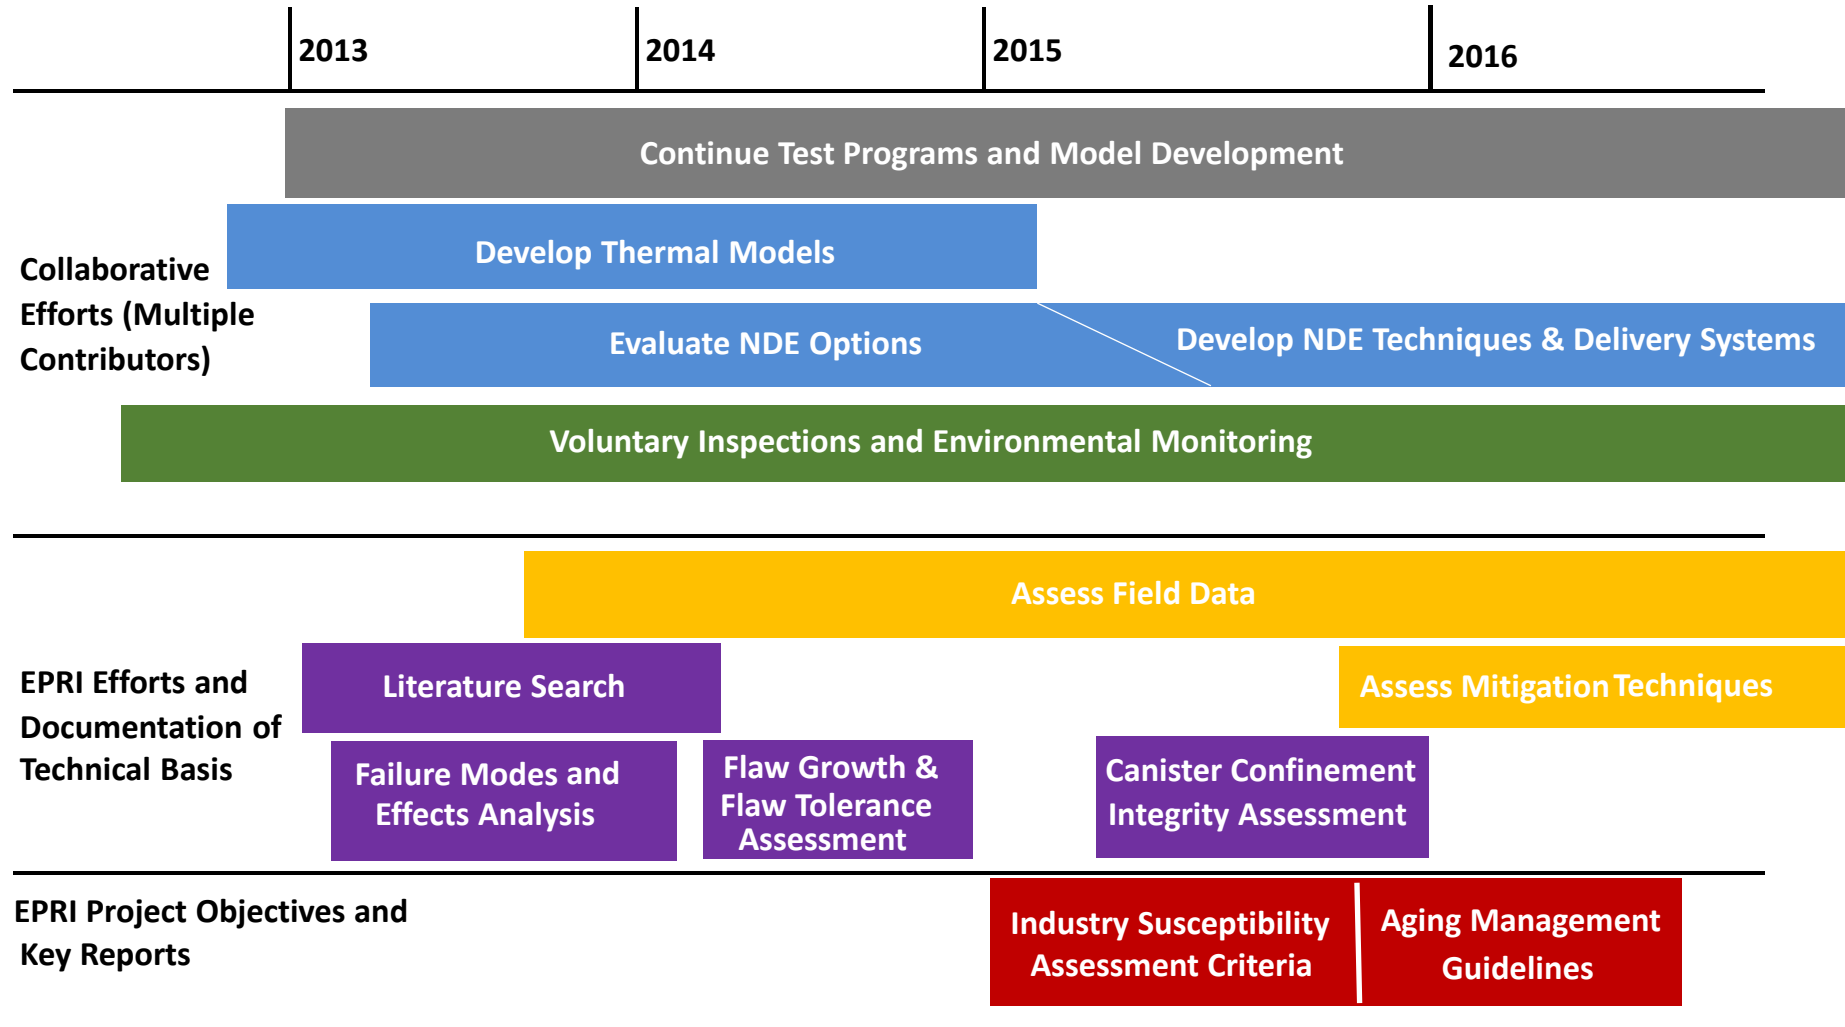 2013
2014
2015
2016
Continue Test Programs and Model Development
Develop Thermal Models
Collaborative
Efforts (Multiple
Contributors)
Evaluate NDE Options
Develop NDE Techniques & Delivery Systems
Voluntary Inspections and Environmental Monitoring
Assess Field Data
EPRI Efforts and
Documentation of
Technical Basis
Literature Search
Assess Mitigation Techniques
Failure Modes and
Effects Analysis
Flaw Growth &
Flaw Tolerance
Assessment
Canister Confinement
Integrity Assessment
EPRI Project Objectives and
Key Reports
Industry Susceptibility
Assessment Criteria
Aging Management
Guidelines